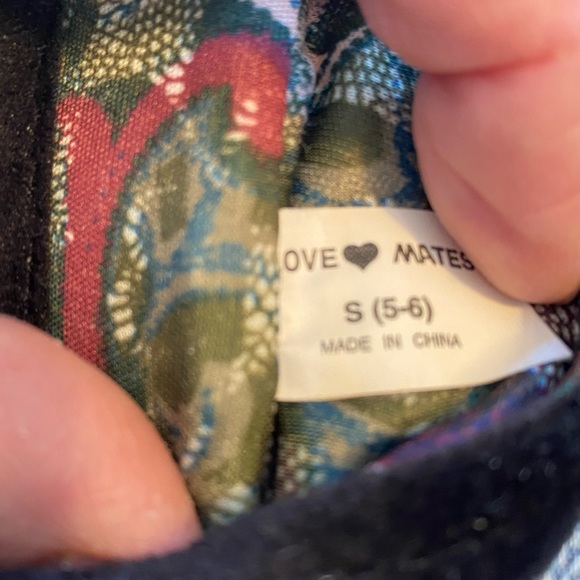 OVE♥ MATES
S (5-6)
MADE IN CHINA